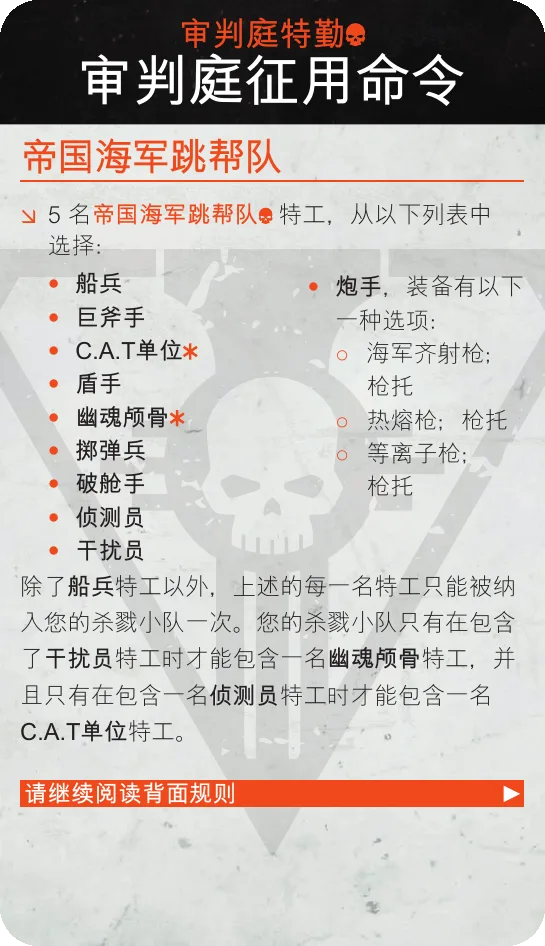 审判庭特勤
审判庭征用命令
帝国海军跳帮队
5 名帝国海军跳帮队 特工，从以下列表中
选择：
船兵
巨斧手
C.A.T单位*
盾手
幽魂颅骨*
掷弹兵
破舱手
侦测员
干扰员
炮手，装备有以下
一种选项：
海军齐射枪；
枪托
热熔枪；枪托
等离子枪；
枪托
除了船兵特工以外，上述的每一名特工只能被纳
入您的杀戮小队一次。您的杀戮小队只有在包含
了干扰员特工时才能包含一名幽魂颅骨特工，并
且只有在包含一名侦测员特工时才能包含一名
C.A.T单位特工。
请继续阅读背面规则